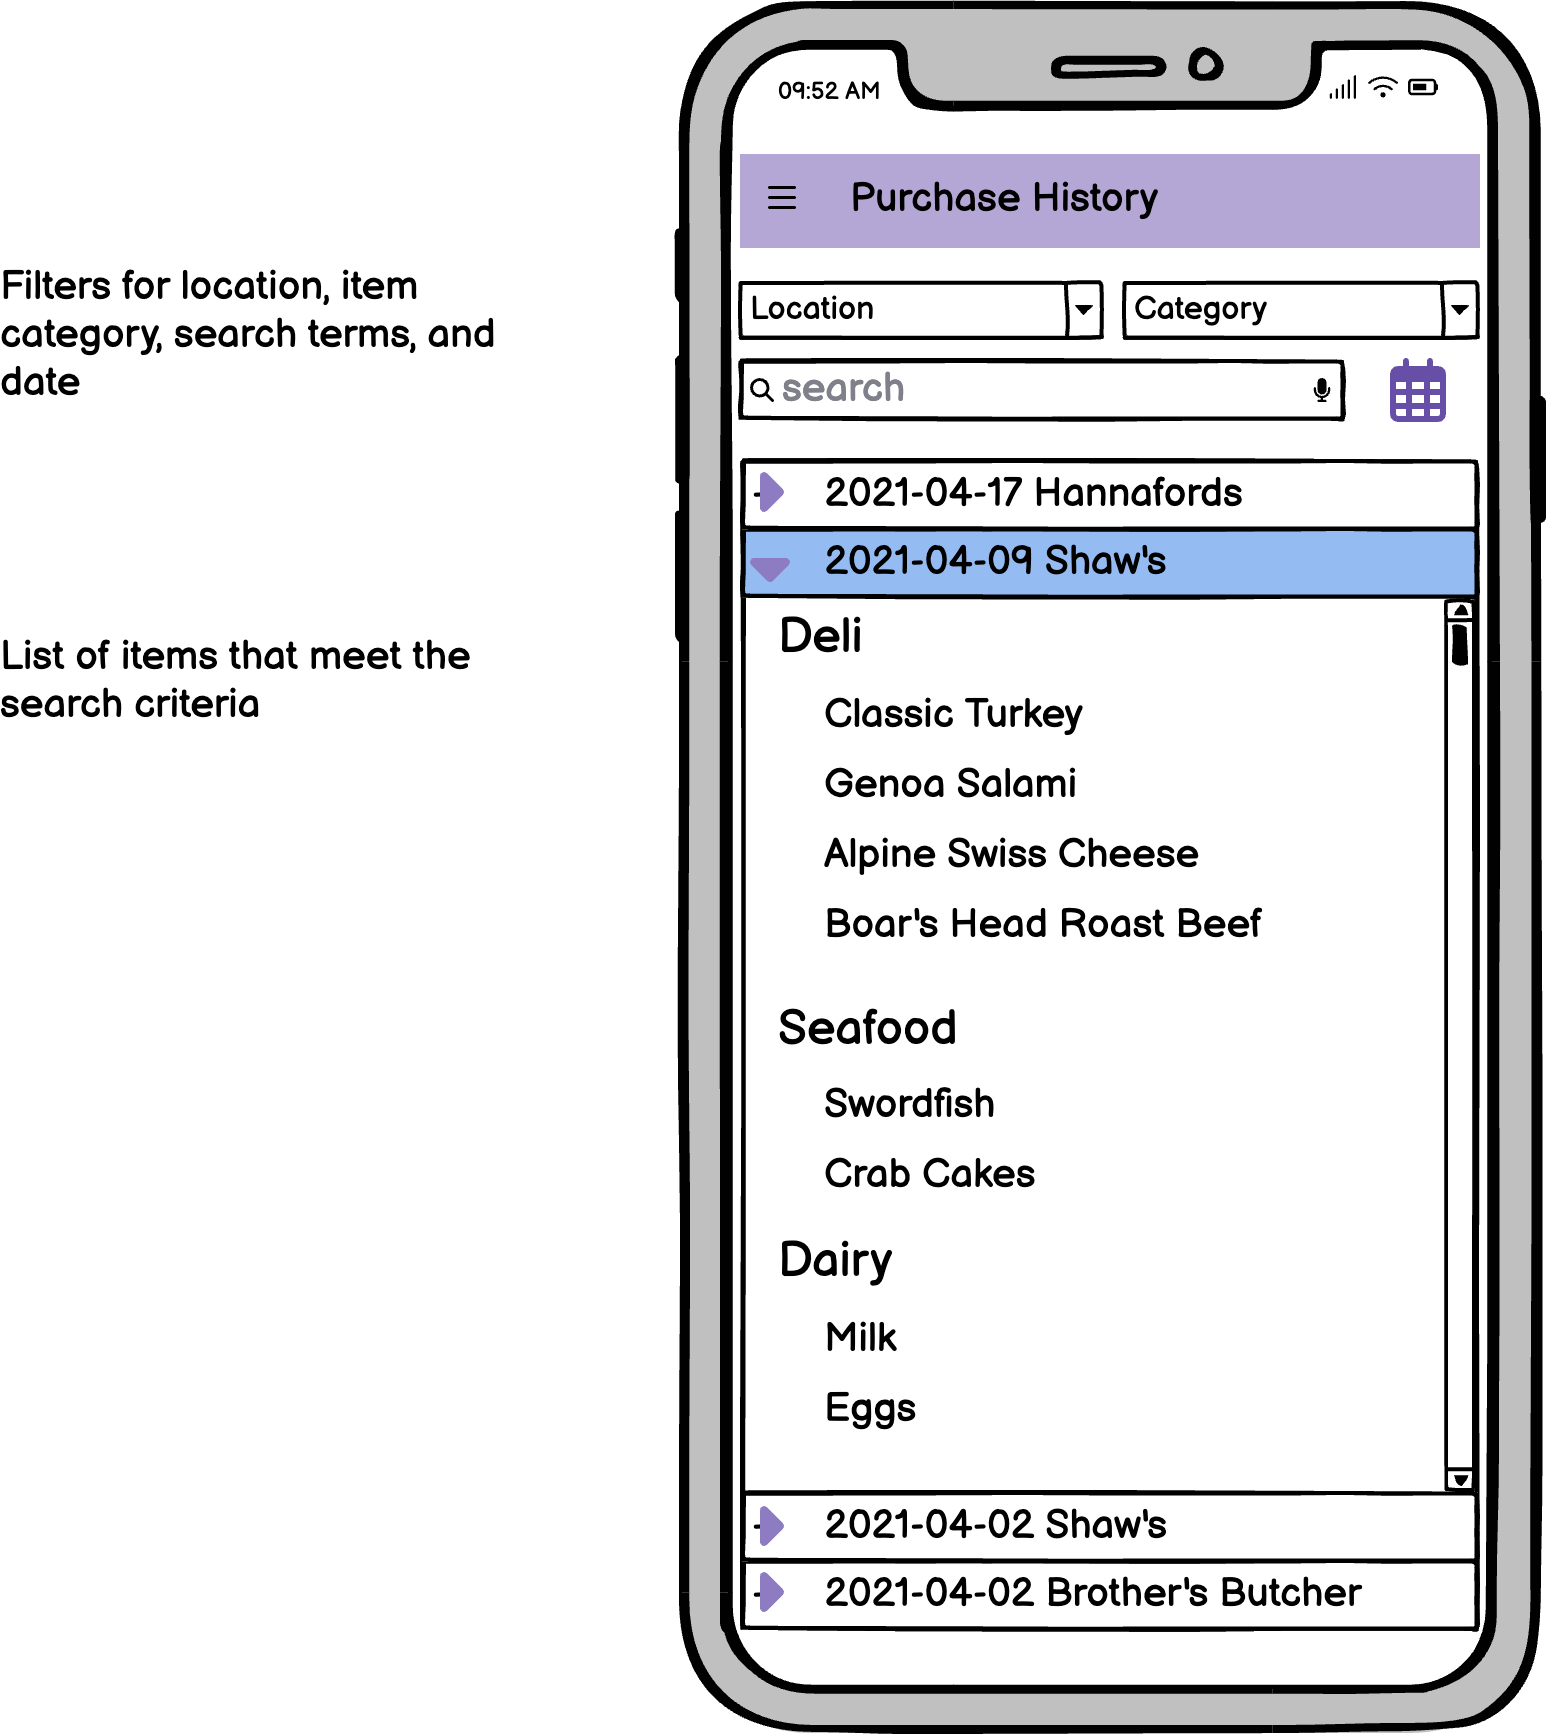 09:52 AM
Purchase History
Filters for location, item
category, search terms, and
date
Location
Category
search
2021-04-17 Hannafords
2021-04-09 Shaw's
List of items that meet the
search criteria
Deli
Classic Turkey
Genoa Salami
Alpine Swiss Cheese
Boar's Head Roast Beef
Seafood
Swordfish
Crab Cakes
Dairy
Milk
Eggs
2021-04-02 Shaw's
2021-04-02 Brother's Butcher